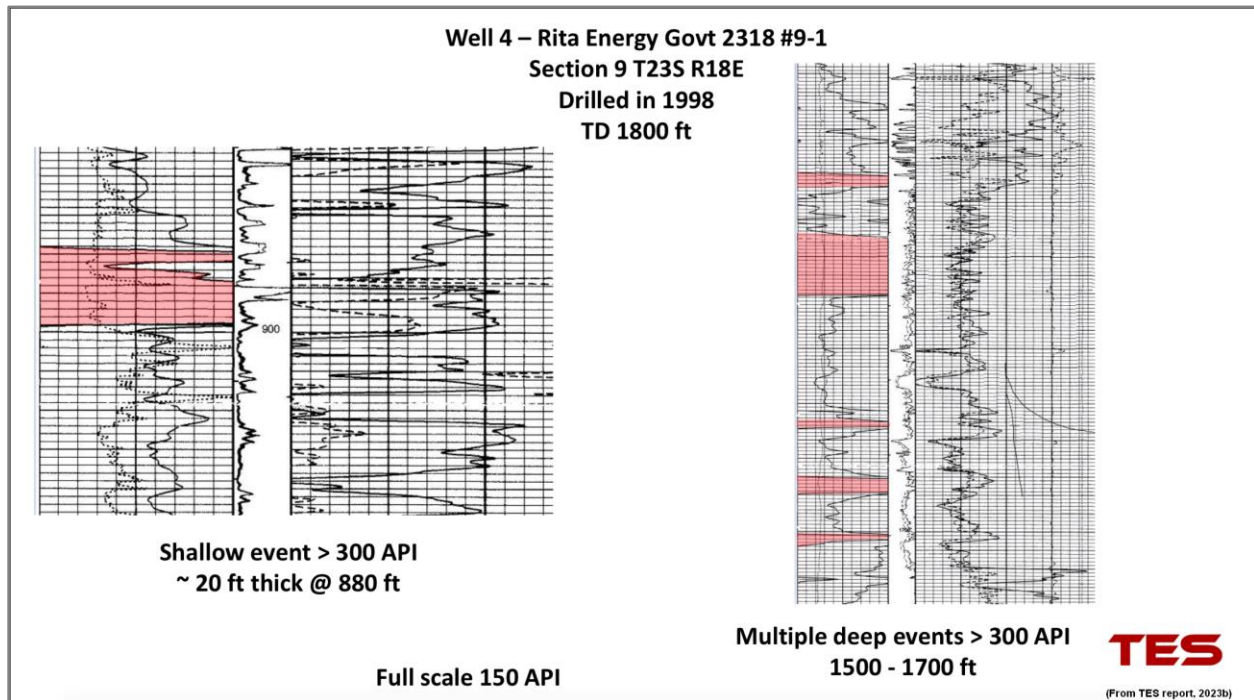 Well 4 – Rita Energy Govt 2318 #9-1
Section 9 T23S R18E
Drilled in 1998
TD 1800 ft
900
Shallow event > 300 API
~ 20 ft thick @ 880 ft
Multiple deep events > 300 API
1500 - 1700 ft
Full scale 150 API
TES
(From TES report, 2023b)